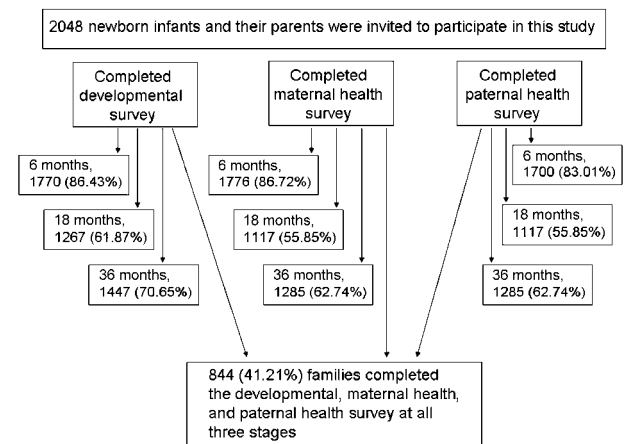 2048 newborn infants and their parents were invited to participate in this study
Completed
developmental
survey
6 months,
1770 (86.43%)
18 months,
1267 (61.87%)
36 months,
1447 (70.65%)
Completed
maternal health
survey
6 months,
1776 (86.72%)
18 months,
1117 (55.85%)
36 months,
1285 (62.74%)
Completed
paternal health
survey
6 months,
1700 (83.01%)
18 months,
1117 (55.85%)
36 months,
1285 (62.74%)
844 (41.21%) families completed
the developmental, maternal health,
and paternal health survey at all
three stages